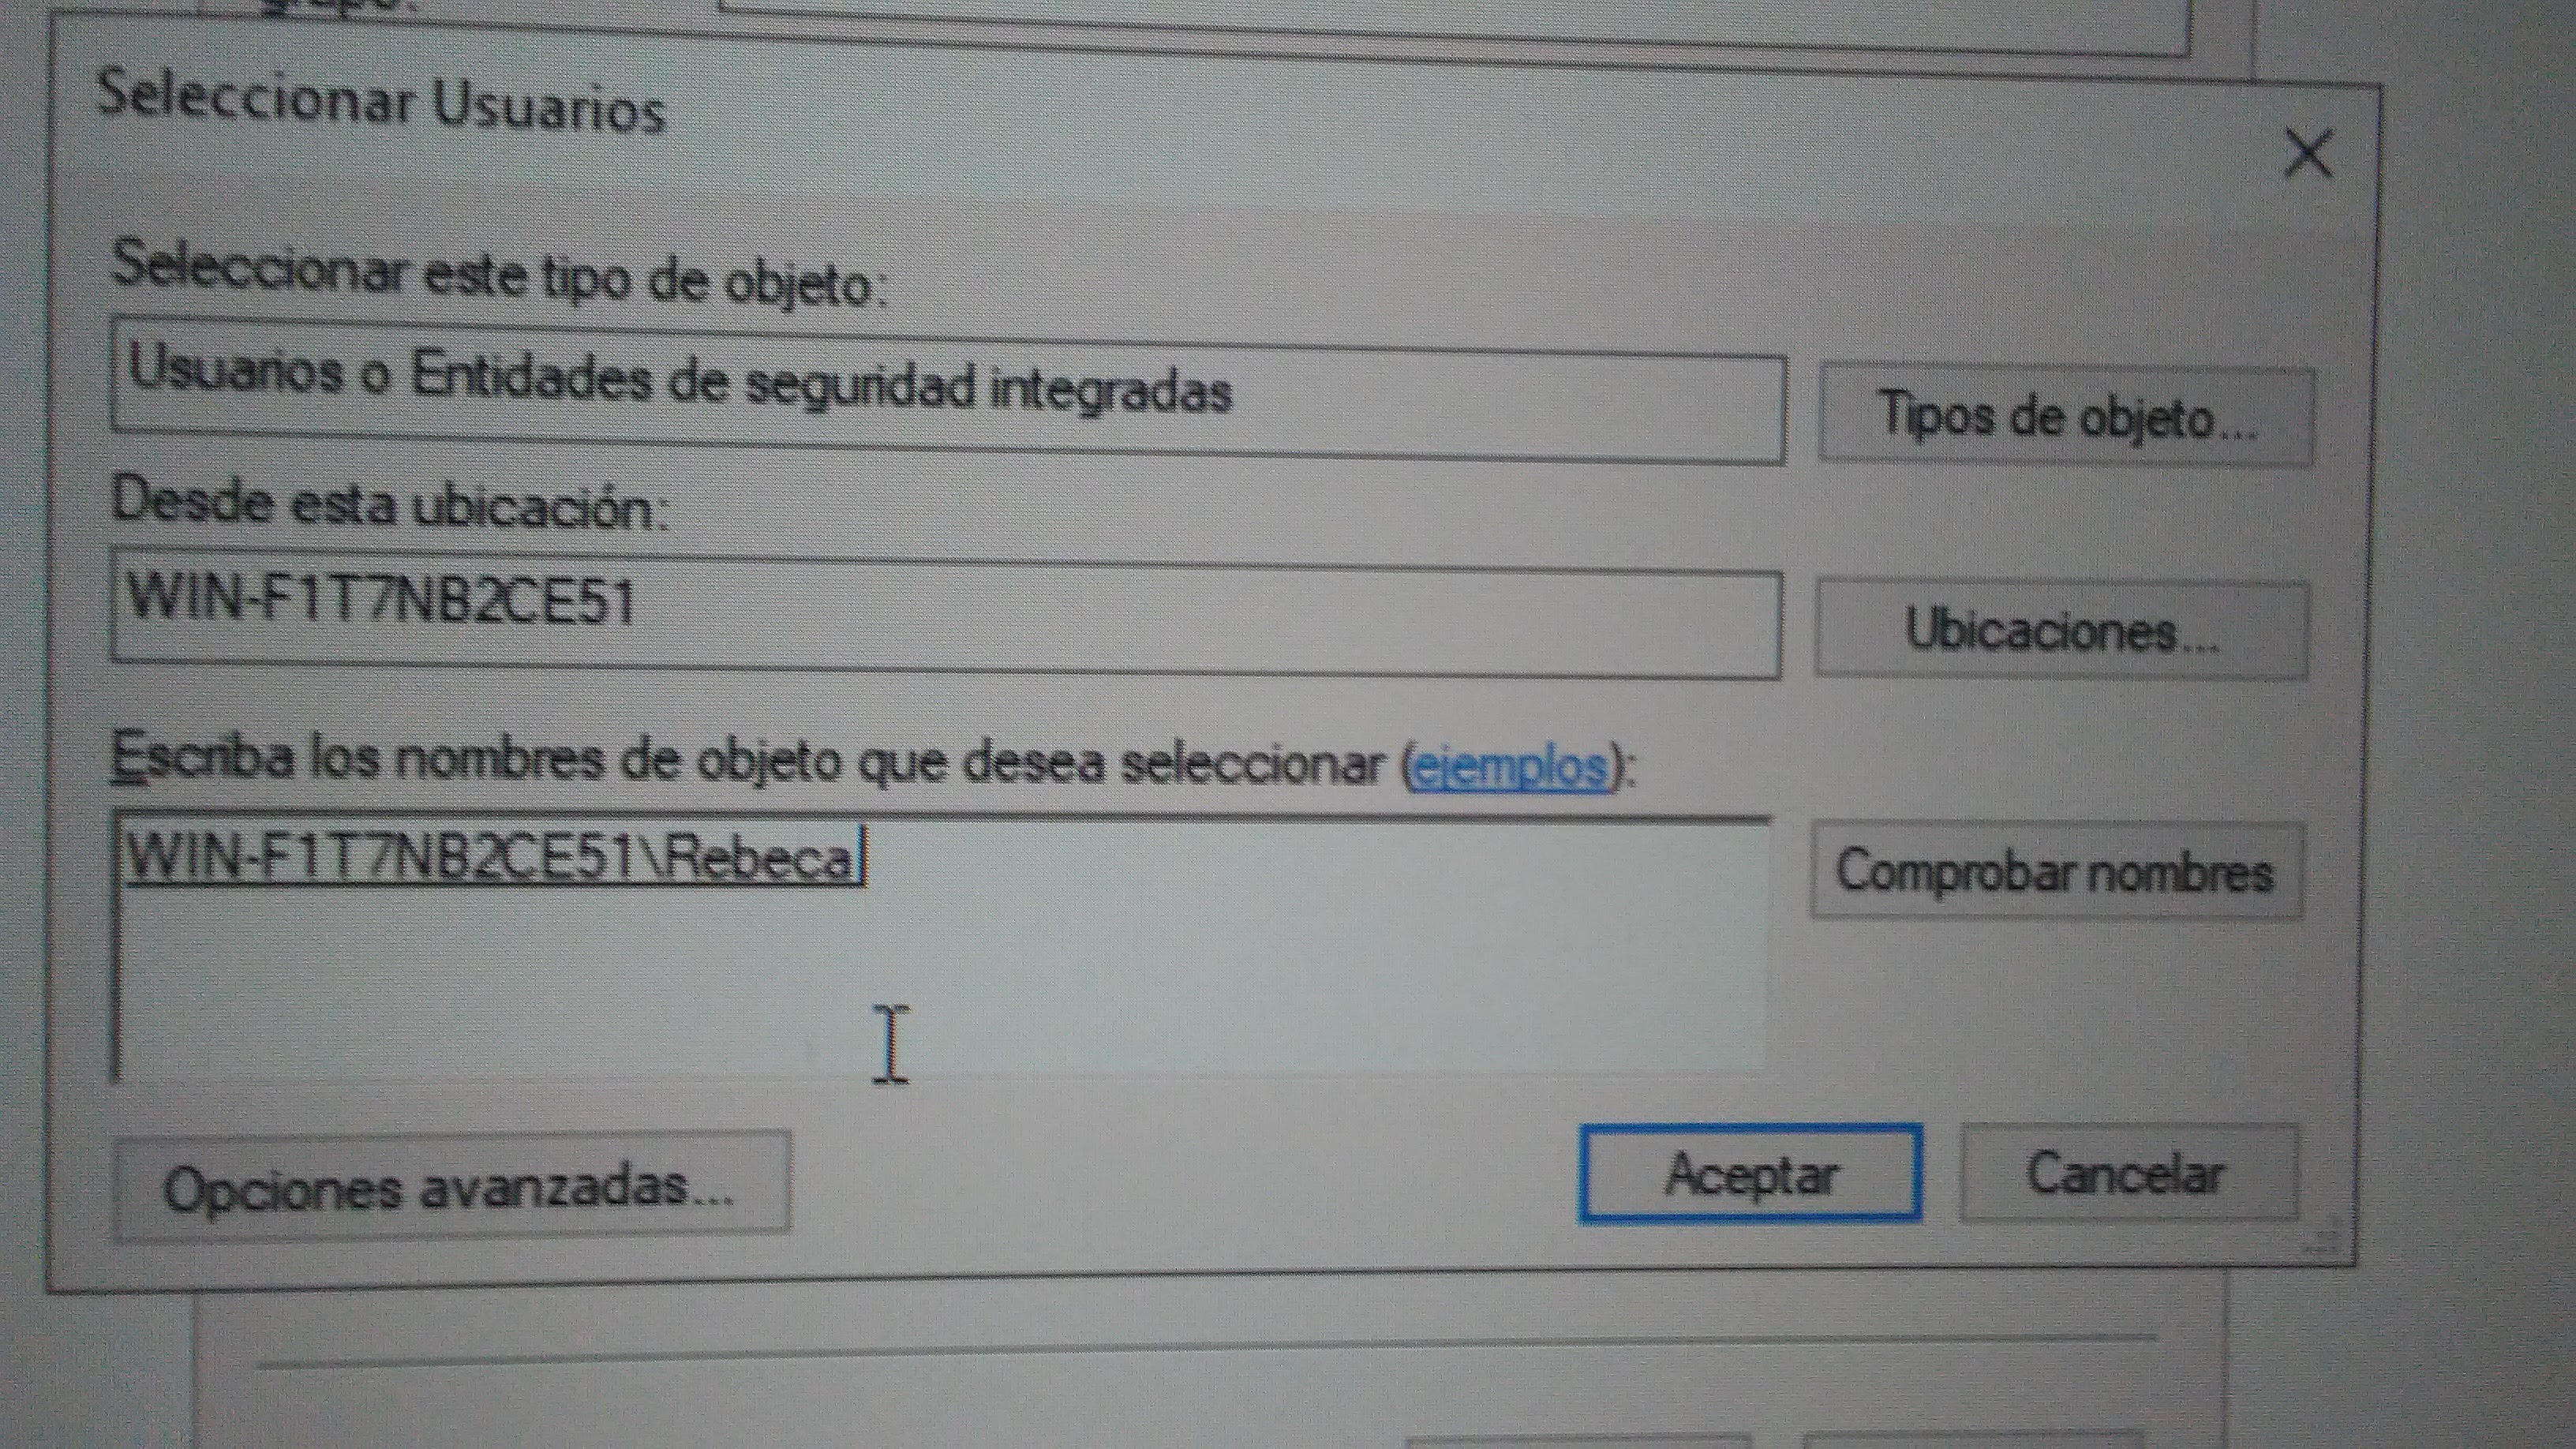 grupo:
Seleccionar Usuarios
Seleccionar este tipo de objeto:
Usuarios o Entidades de seguridad integradas
Tipos de objeto...
Desde esta ubicación:
WIN-F1T7NB2CE51
Ubicaciones...
Escriba los nombres de objeto que desea seleccionar (ejemplos):
WIN-F1T7NB2CE51\Rebeca
Comprobar nombres
Opciones avanzadas...
Aceptar
Cancelar